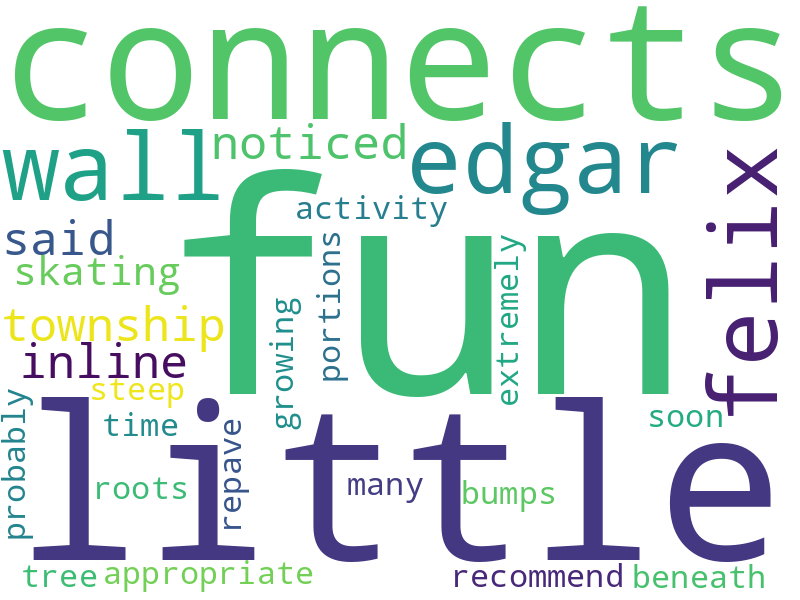 connects
wall
noticed
edgar
felix
activity
said
fun
skating
portions
extremely
growing
township
inline
steep
probably
little
time
repave
soon
roots
many
bumps
tree
appropriate
recommend
beneath